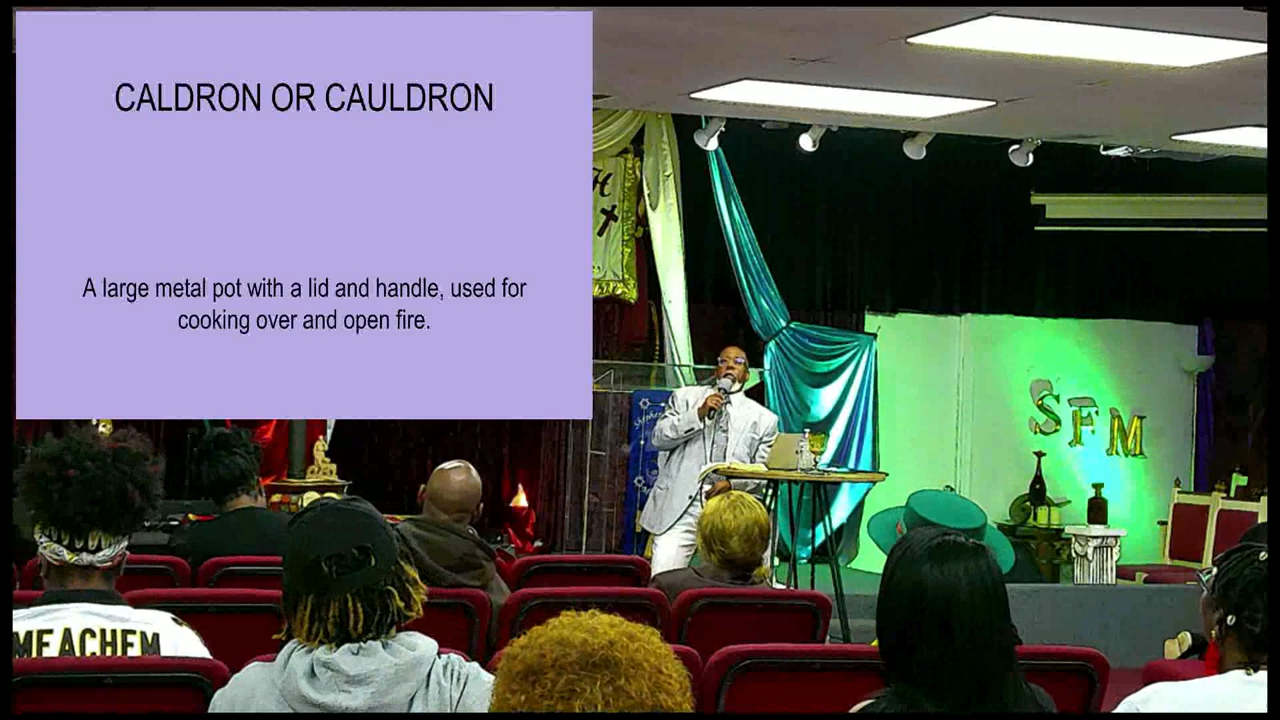 CALDRON OR CAULDRON
A large metal pot with a lid and handle, used for
cooking over and open fire.
H
SFM
MEACHEM